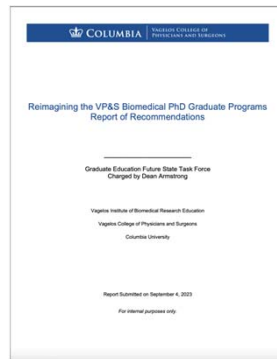 COLUMBIA
VAGELOS COLLEGE OF
PHYSICIANS AND SURGEONS
Reimagining the VP&S Biomedical PhD Graduate Programs
Report of Recommendations
Graduate Education Future State Task Force
Charged by Dean Armstrong
Vagelos Institute of Biomedical Research Education
Vagelos College of Physicians and Surgeons
Columbia University
Report Submitted on September 4, 2023
For internal purposes only.